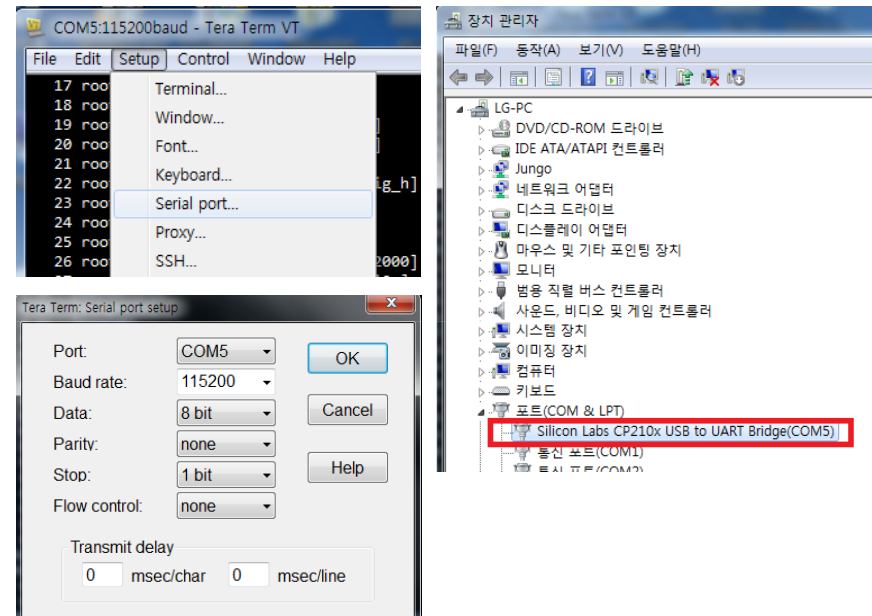 COM5:115200baud - Tera Term VT
File Edit Setup Control Window Help
17 roo
18 roo
19 roo
20 roo
21 roo
22 roo
23 roo
24 roo
25 roo
26 roo
Terminal...
Window...
Font...
Keyboard...
Serial port...
Proxy...
SSH...
]
]
ig_h]
2000]
Tera Term: Serial port setup
Port: COM5 OK
Baud rate: 115200
Data: 8 bit Cancel
Parity: none
Stop: 1 bit Help
Flow control: none
Transmit delay
0 msec/char 0 msec/line
장치 관리자
파일(F) 동작(A) 보기(V) 도움말(H)
LG-PC
DVD/CD-ROM 드라이브
IDE ATA/ATAPI 컨트롤러
Jungo
네트워크 어댑터
디스크 드라이브
디스플레이 어댑터
마우스 및 기타 포인팅 장치
모니터
범용 직렬 버스 컨트롤러
사운드, 비디오 및 게임 컨트롤러
시스템 장치
이미징 장치
컴퓨터
키보드
포트(COM & LPT)
Silicon Labs CP210x USB to UART Bridge(COM5)
통신 포트(COM1)
통신 포트(COM2)